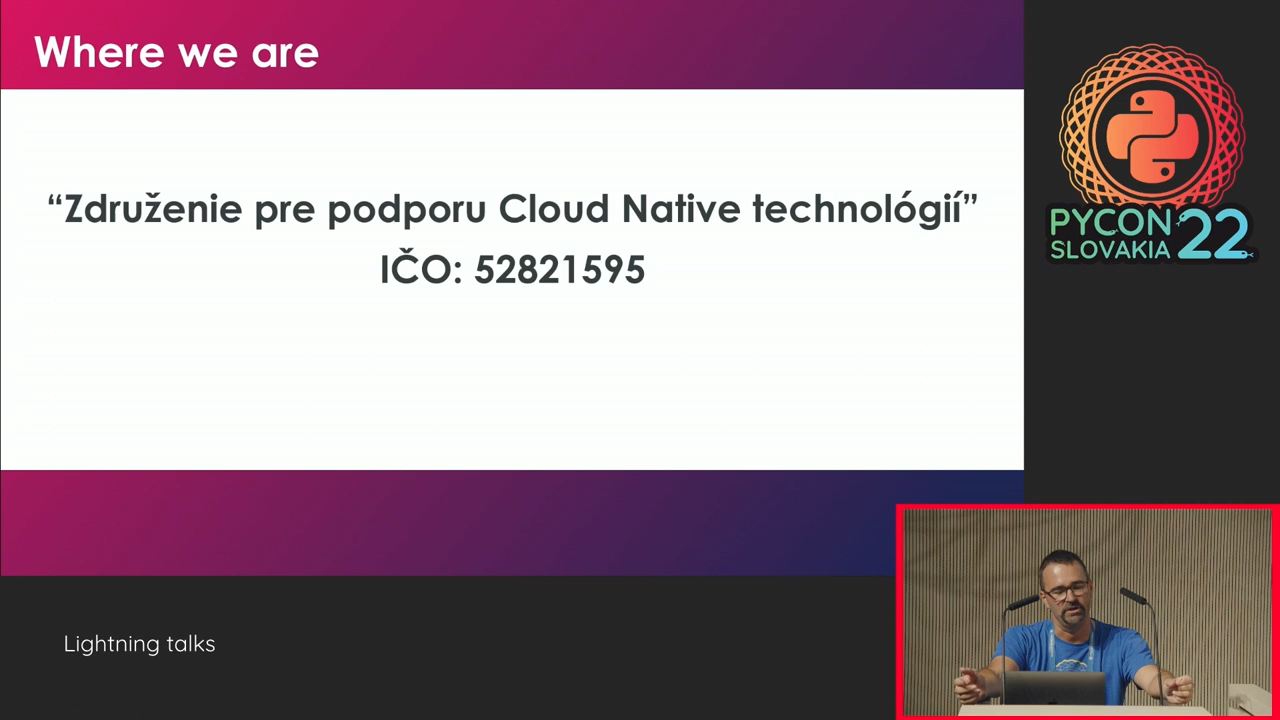 Where we are
“Združenie pre podporu Cloud Native technológií”
IČO: 52821595
PYCON
SLOVAKIA 22
Lightning talks